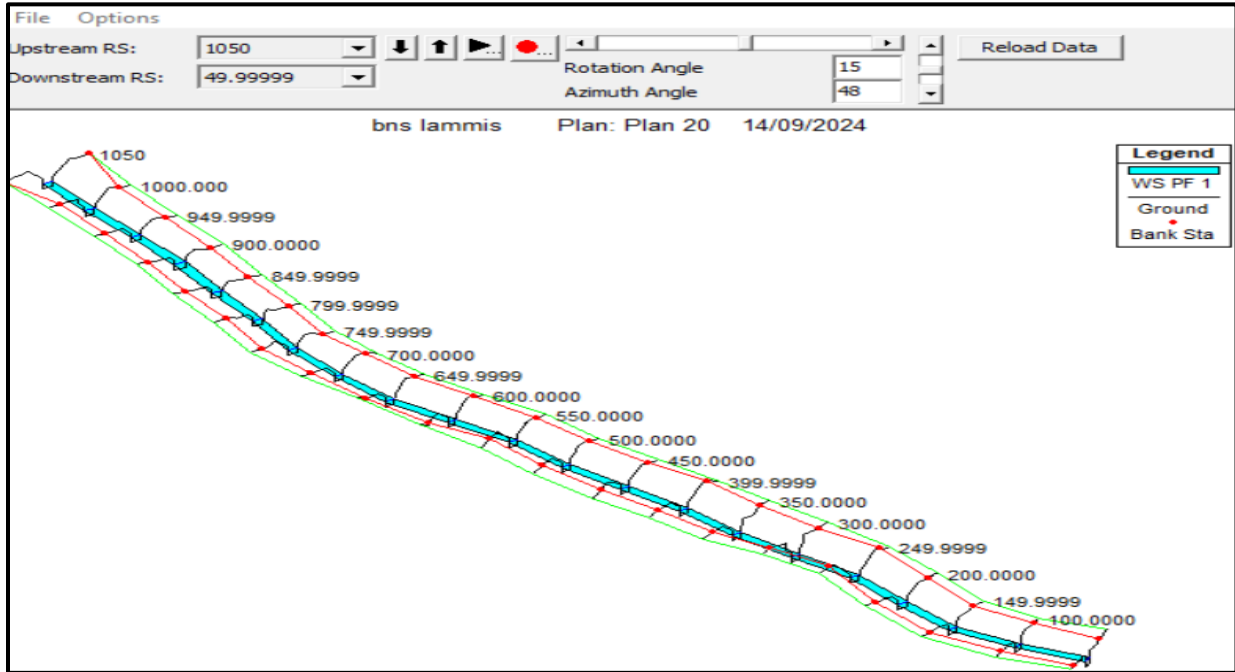 File Options
Upstream RS: 1050 ... ...
Downstream RS: 49.99999
Rotation Angle 15
Azimuth Angle 48
Reload Data
bns lammis Plan: Plan 20 14/09/2024
Legend
WS PF 1
Ground
Bank Sta
1050
1000.000
949.9999
900.0000
849.9999
799.9999
749.9999
700.0000
649.9999
600.0000
550.0000
500.0000
450.0000
399.9999
350.0000
300.0000
249.9999
200.0000
149.9999
100.0000